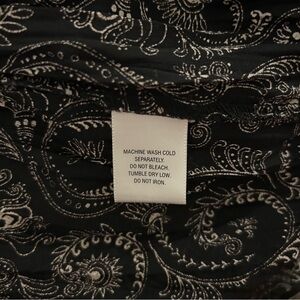 MACHINE WASH COLD
SEPARATELY.
DO NOT BLEACH.
TUMBLE DRY LOW.
DO NOT IRON.